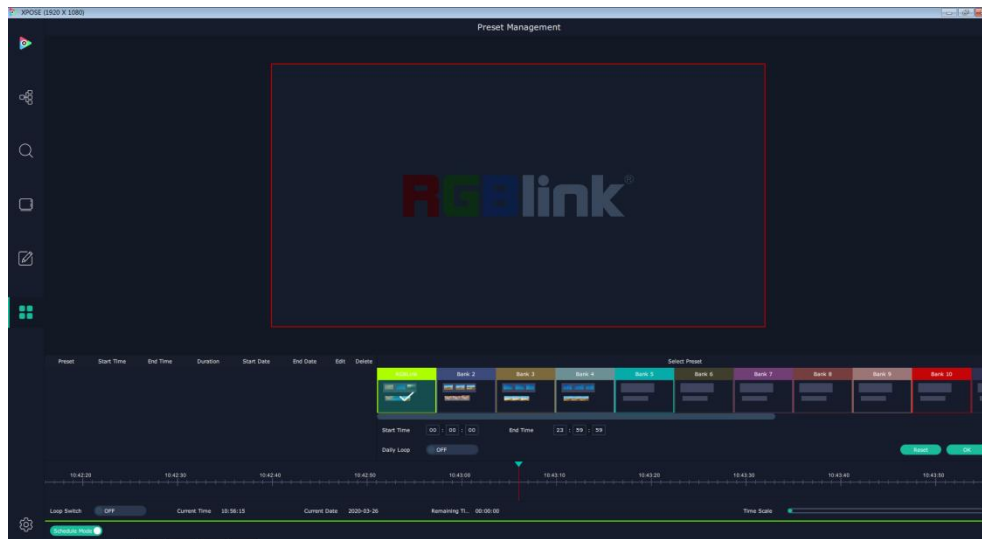 XPOSE (1920 X 1080)
Preset Management
RGBlink®
Preset Start Time End Time Duration Start Date End Date Edit Delete
Select Preset
Bank 2 Bank 3 Bank 4 Bank 5 Bank 6 Bank 7 Bank 8 Bank 9 Bank 10
Start Time 00 : 00 : 00 End Time 23 : 59 : 59
Daily Loop OFF Reset OK
10:42:20 10:42:30 10:42:40 10:42:50 10:43:00 10:43:10 10:43:20 10:43:30 10:43:40 10:43:50
Loop Switch OFF Current Time 10:56:15 Current Date 2020-03-26 Remaining Ti... 00:00:00 Time Scale
Schedule Mode